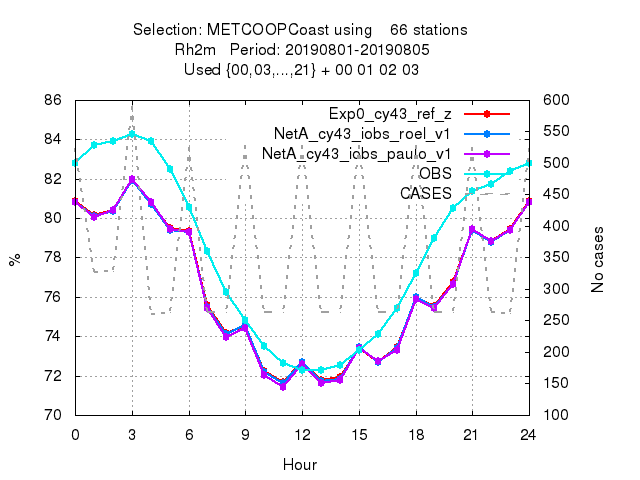 Selection: METCOOPCoast using 66 stations
Rh2m Period: 20190801-20190805
Used {00,03,...,21} + 00 01 02 03
86 600
Exp0_cy43_ref_z
84 550
NetA_cy43_iobs_roel_v1
NetA_cy43_iobs_paulo_v1
OBS
82 500
CASES
450
80 400
78 350
% No cases
76 300
250
74 200
72 150
70 100
0 3 6 9 12 15 18 21 24
Hour